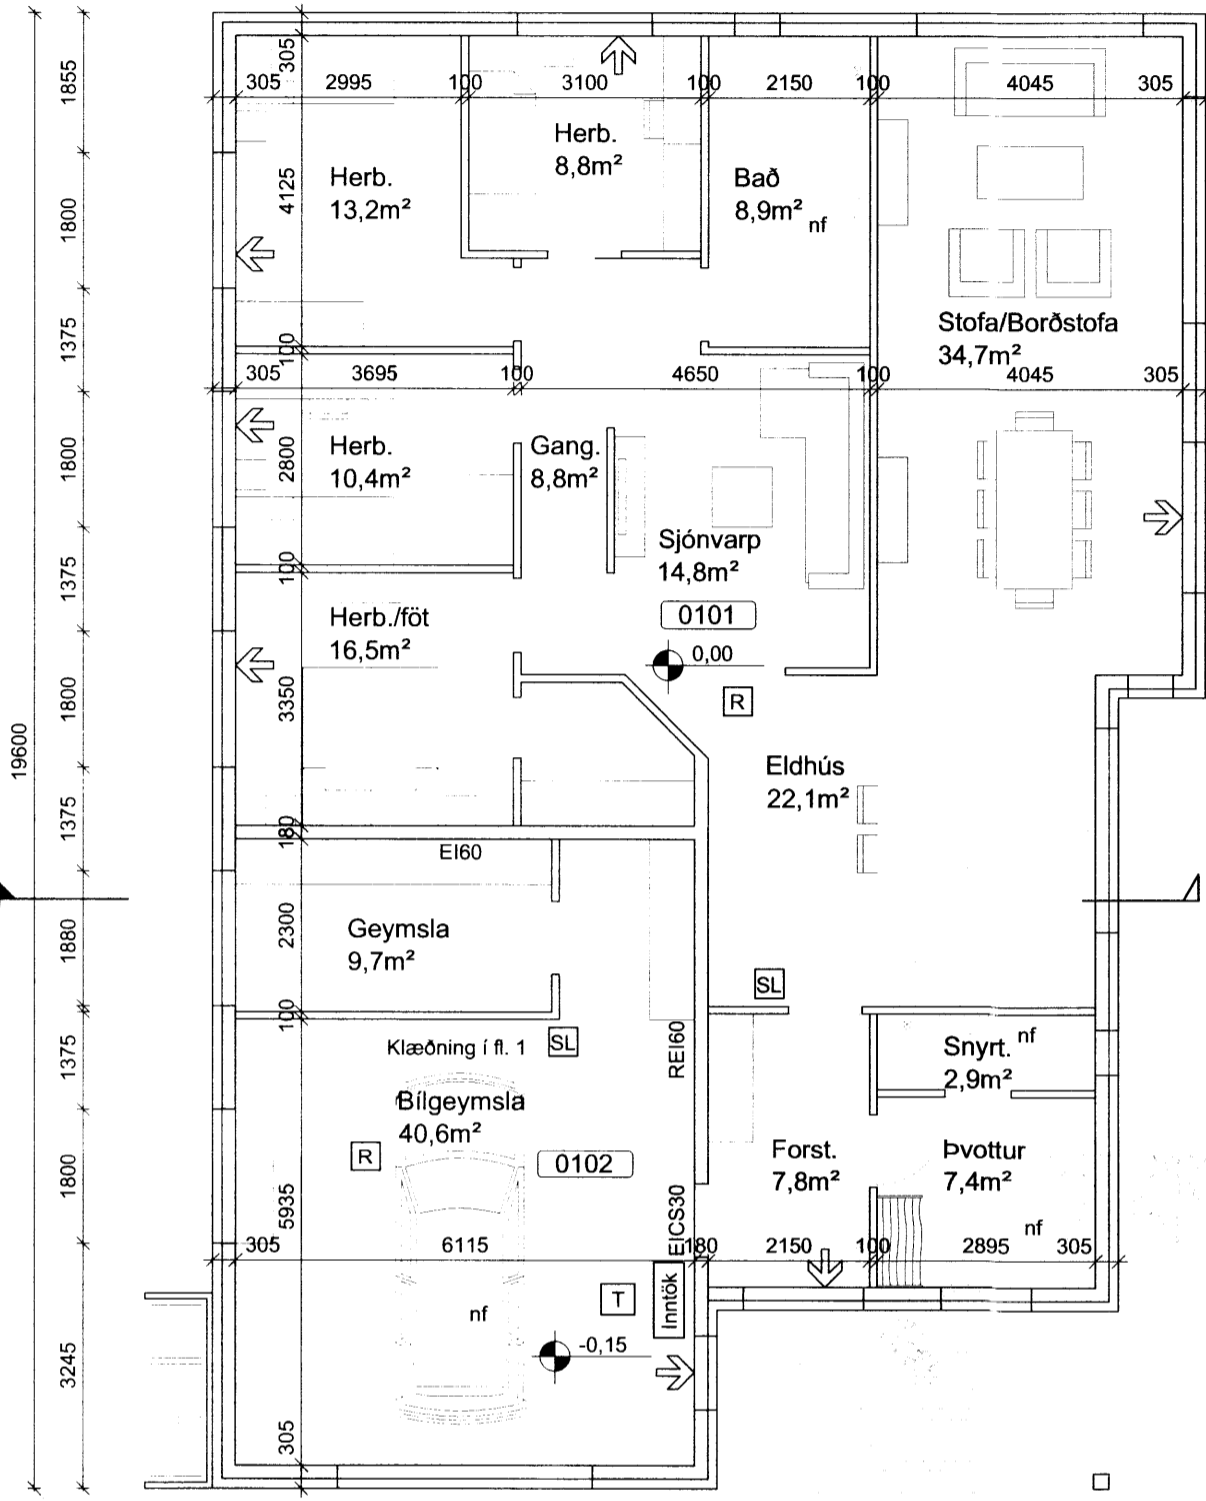 305
305
2995
100
3100
100
2150
100
4045
305
1855
Herb.
8,8m²
Herb.
13,2m²
Bað
8,9m² nf
4125
1800
1375
Stofa/Borðstofa
34,7m²
100
305
3695
100
4650
100
4045
305
Herb.
10,4m²
Gang.
8,8m²
2800
1800
Sjónvarp
14,8m²
100
1375
Herb./föt
16,5m²
0101
0,00
R
3350
1800
19600
Eldhús
22,1m²
1375
180
EI60
Geymsla
9,7m²
2300
1880
SL
100
Klæðning í fl. 1
SL
REI60
Snyrt. nf
2,9m²
1375
Bílgeymsla
40,6m²
R
0102
Forst.
7,8m²
Þvottur
7,4m²
1800
5935
EICS30
nf
305
6115
180
2150
100
2895
305
T
Inntök
nf
-0,15
3245
305